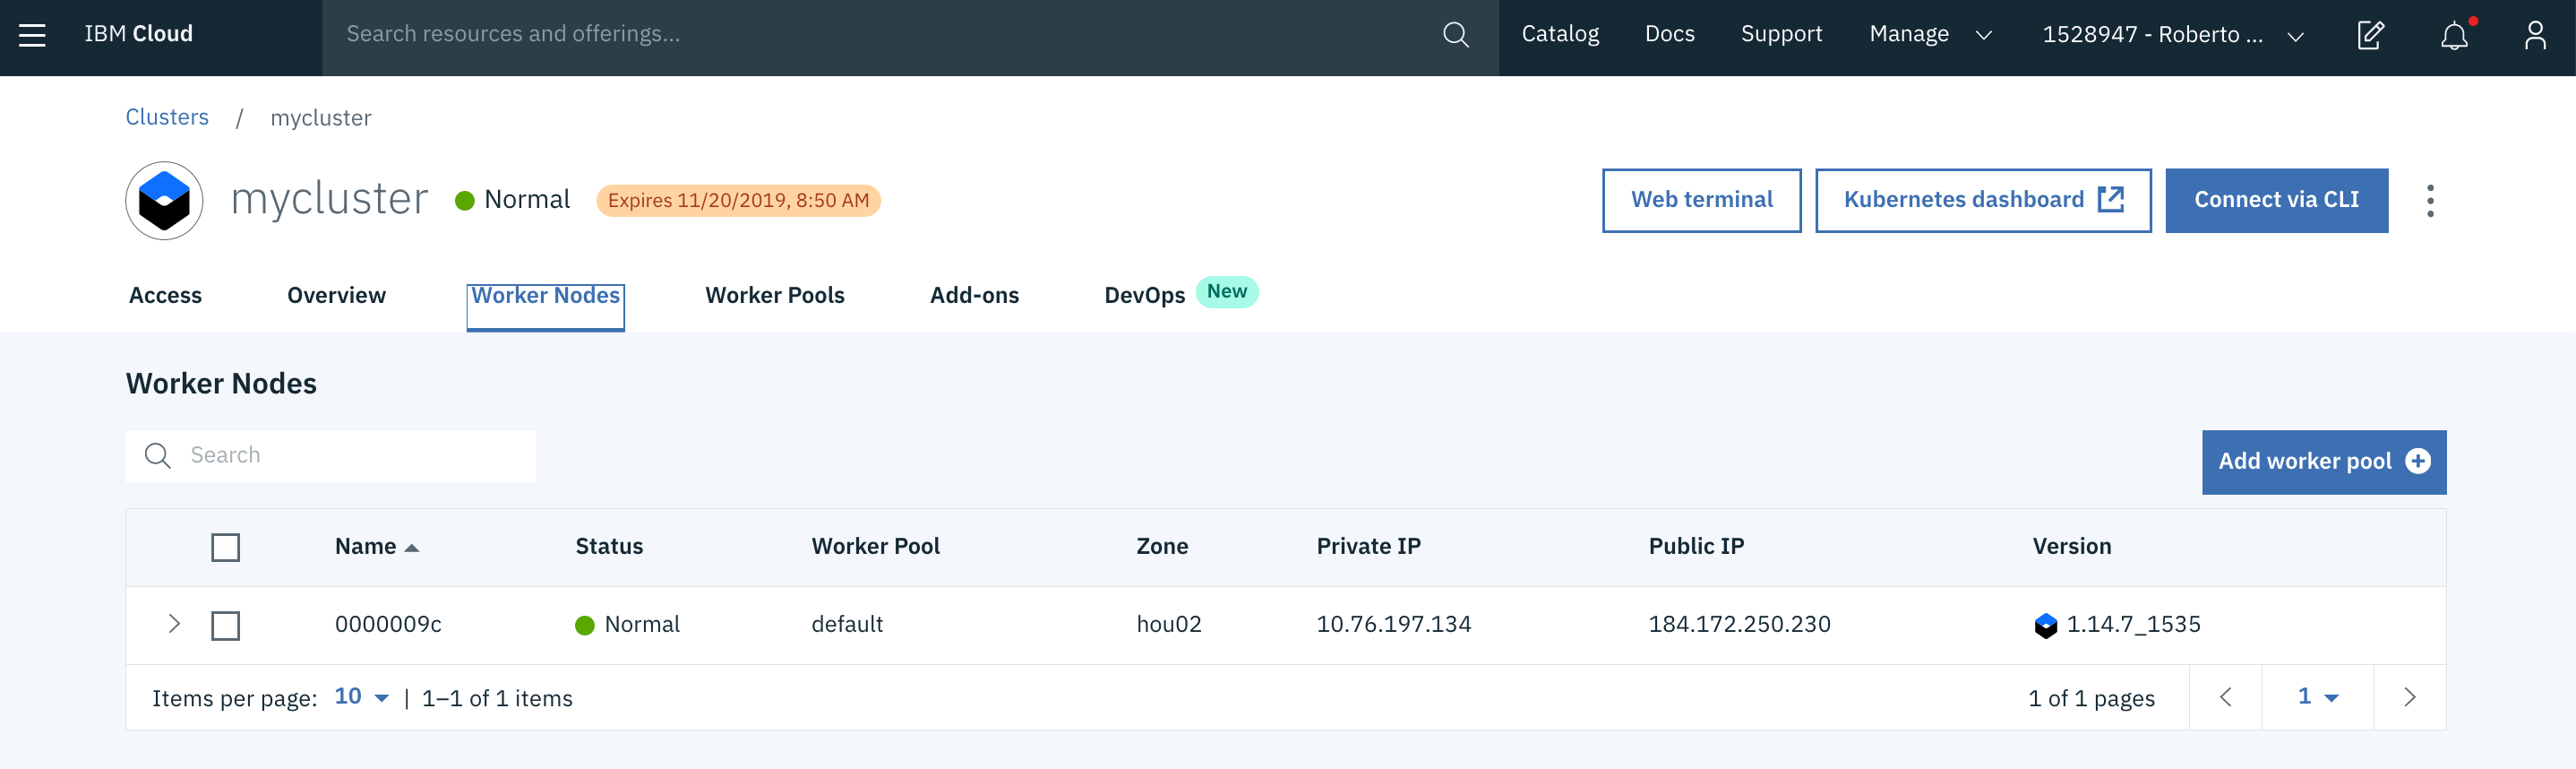 IBM Cloud Search resources and offerings... Catalog Docs Support Manage 1528947 - Roberto ...
Clusters / mycluster
mycluster Normal Expires 11/20/2019, 8:50 AM Web terminal Kubernetes dashboard Connect via CLI
Access Overview Worker Nodes Worker Pools Add-ons DevOps New
Worker Nodes
Search Add worker pool
Name Status Worker Pool Zone Private IP Public IP Version
0000009c Normal default hou02 10.76.197.134 184.172.250.230 1.14.7_1535
Items per page: 10 | 1–1 of 1 items 1 of 1 pages 1